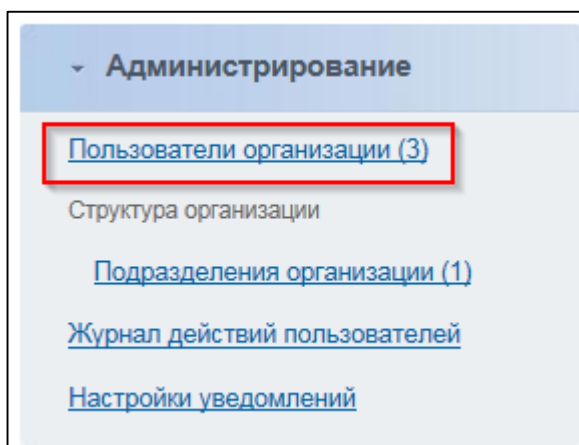 Администрирование
Пользователи организации (3)
Структура организации
Подразделения организации (1)
Журнал действий пользователей
Настройки уведомлений